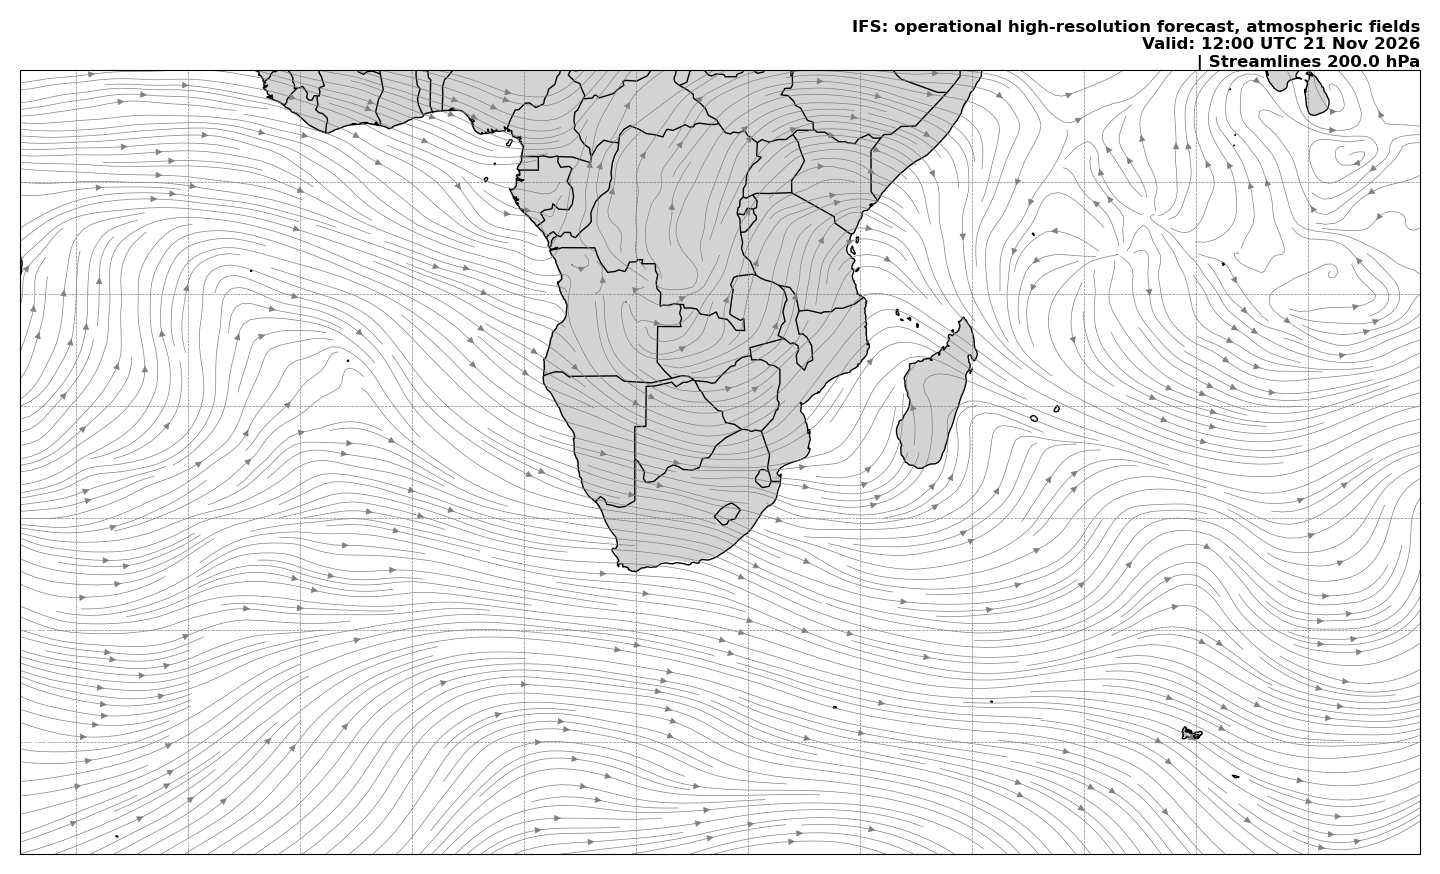 IFS: operational high-resolution forecast, atmospheric fields
Valid: 12:00 UTC 21 Nov 2026
| Streamlines 200.0 hPa